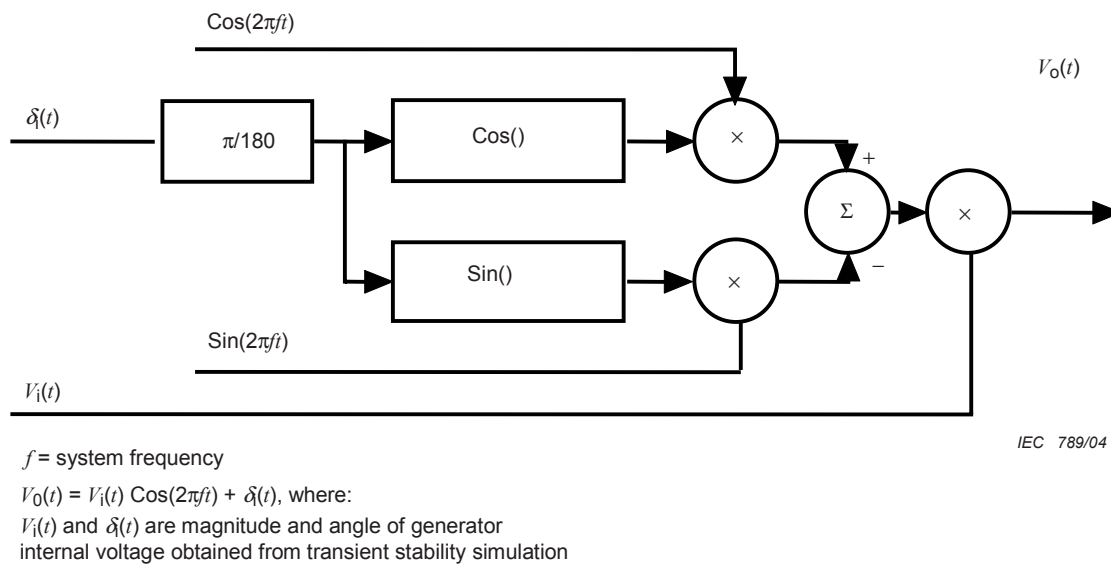 Cos(2πft)
V₀(t)
δᵢ(t)
π/180
Cos()
×
+
Σ
×
Sin()
×
−
Sin(2πft)
Vᵢ(t)
IEC 789/04
f = system frequency
V₀(t) = Vᵢ(t) Cos(2πft) + δᵢ(t), where:
Vᵢ(t) and δᵢ(t) are magnitude and angle of generator
internal voltage obtained from transient stability simulation